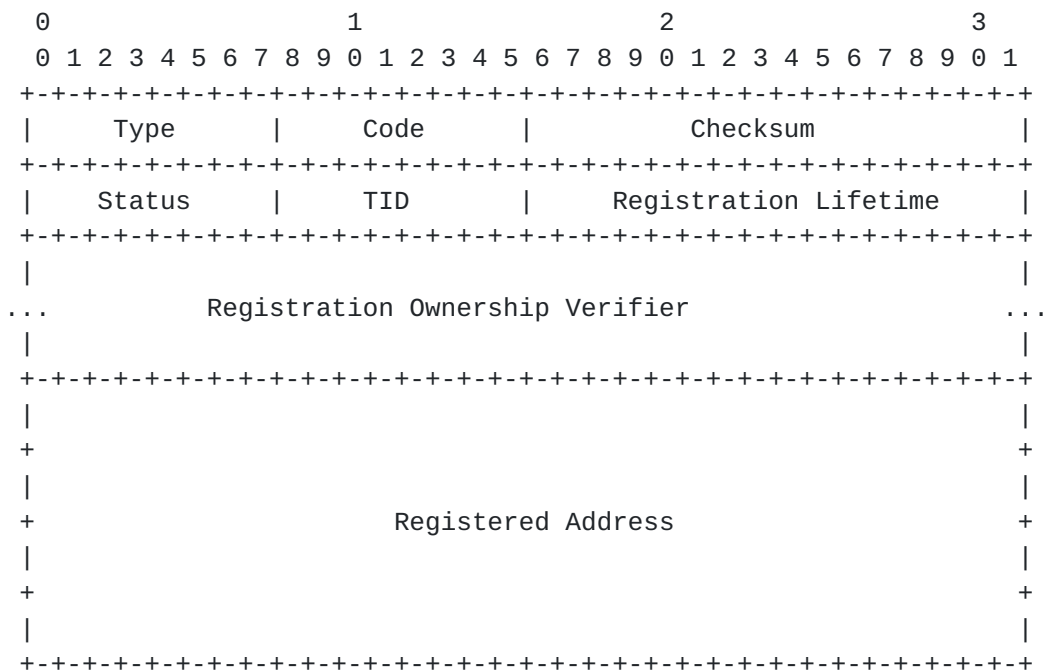 0                   1                   2                   3
0 1 2 3 4 5 6 7 8 9 0 1 2 3 4 5 6 7 8 9 0 1 2 3 4 5 6 7 8 9 0 1
+-+-+-+-+-+-+-+-+-+-+-+-+-+-+-+-+-+-+-+-+-+-+-+-+-+-+-+-+-+-+-+-+
|     Type      |     Code      |          Checksum             |
+-+-+-+-+-+-+-+-+-+-+-+-+-+-+-+-+-+-+-+-+-+-+-+-+-+-+-+-+-+-+-+-+
|    Status     |     TID       |     Registration Lifetime     |
+-+-+-+-+-+-+-+-+-+-+-+-+-+-+-+-+-+-+-+-+-+-+-+-+-+-+-+-+-+-+-+-+
|                                                               |
...          Registration Ownership Verifier                    ...
|                                                               |
+-+-+-+-+-+-+-+-+-+-+-+-+-+-+-+-+-+-+-+-+-+-+-+-+-+-+-+-+-+-+-+-+
|                                                               |
+                                                               +
|                                                               |
+                       Registered Address                      +
|                                                               |
+                                                               +
|                                                               |
+-+-+-+-+-+-+-+-+-+-+-+-+-+-+-+-+-+-+-+-+-+-+-+-+-+-+-+-+-+-+-+-+